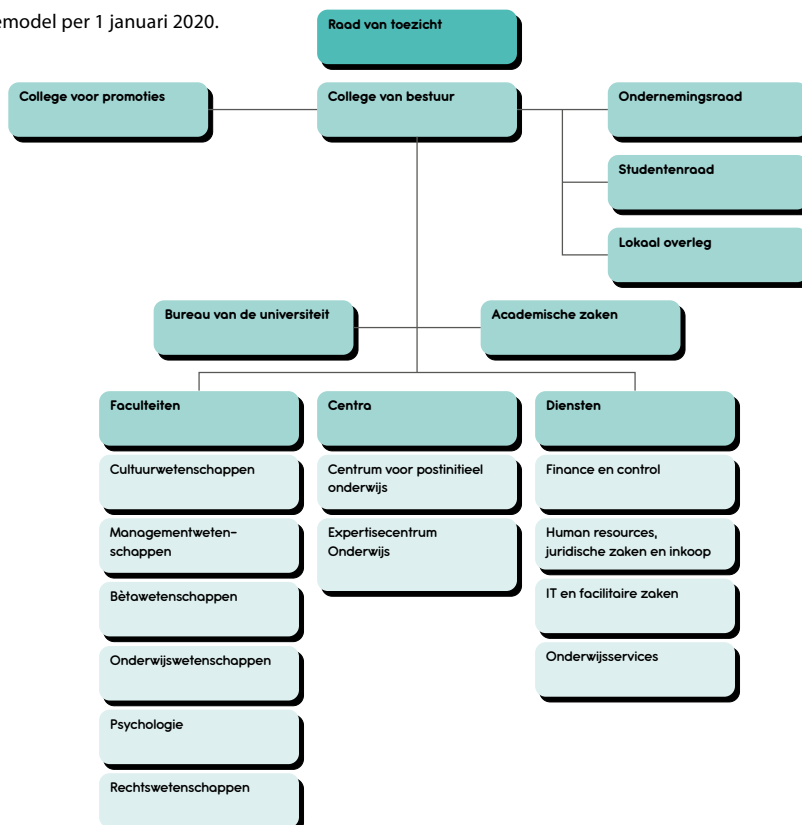 emodel per 1 januari 2020.
Raad van toezicht
College voor promoties
College van bestuur
Ondernemingsraad
Studentenraad
Lokaal overleg
Bureau van de universiteit
Academische zaken
Faculteiten
Cultuurwetenschappen
Managementweten-
schappen
Bètawetenschappen
Onderwijswetenschappen
Psychologie
Rechtswetenschappen
Centra
Centrum voor postinitieel
onderwijs
Expertisecentrum
Onderwijs
Diensten
Finance en control
Human resources,
juridische zaken en inkoop
IT en facilitaire zaken
Onderwijsservices